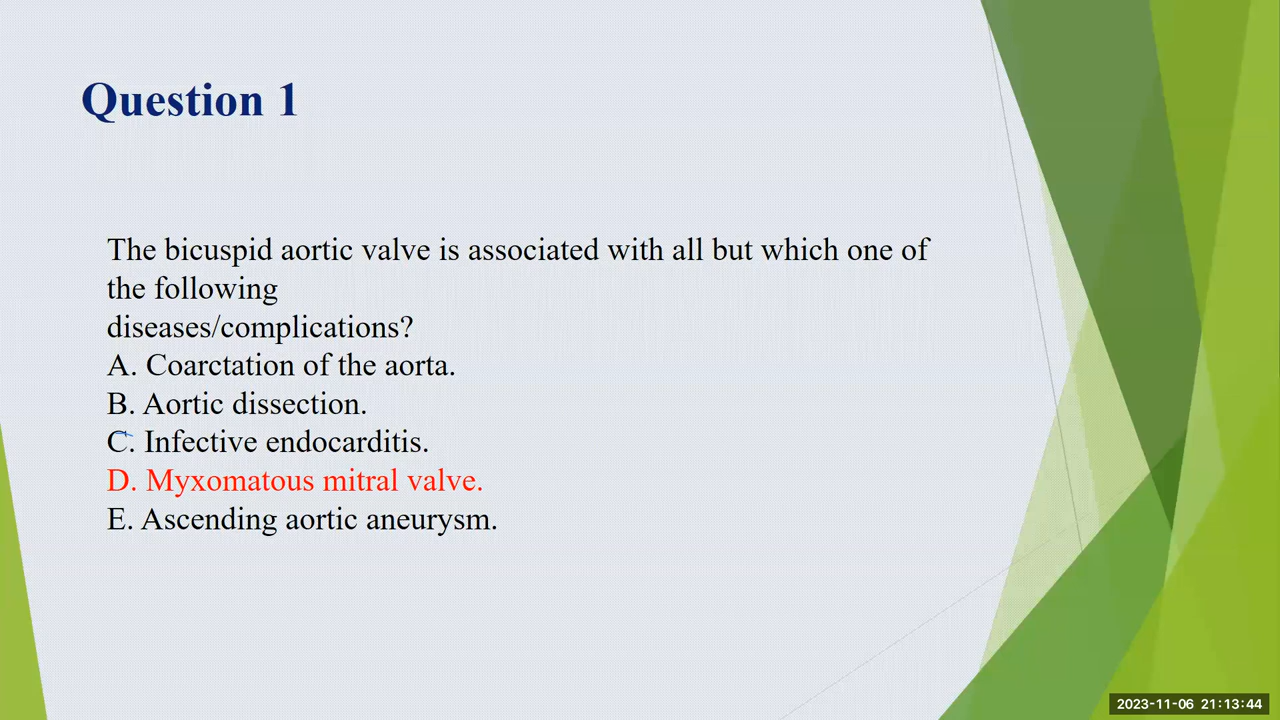 Question 1
The bicuspid aortic valve is associated with all but which one of
the following
diseases/complications?
A. Coarctation of the aorta.
B. Aortic dissection.
C. Infective endocarditis.
D. Myxomatous mitral valve.
E. Ascending aortic aneurysm.
2023-11-06 21:13:44